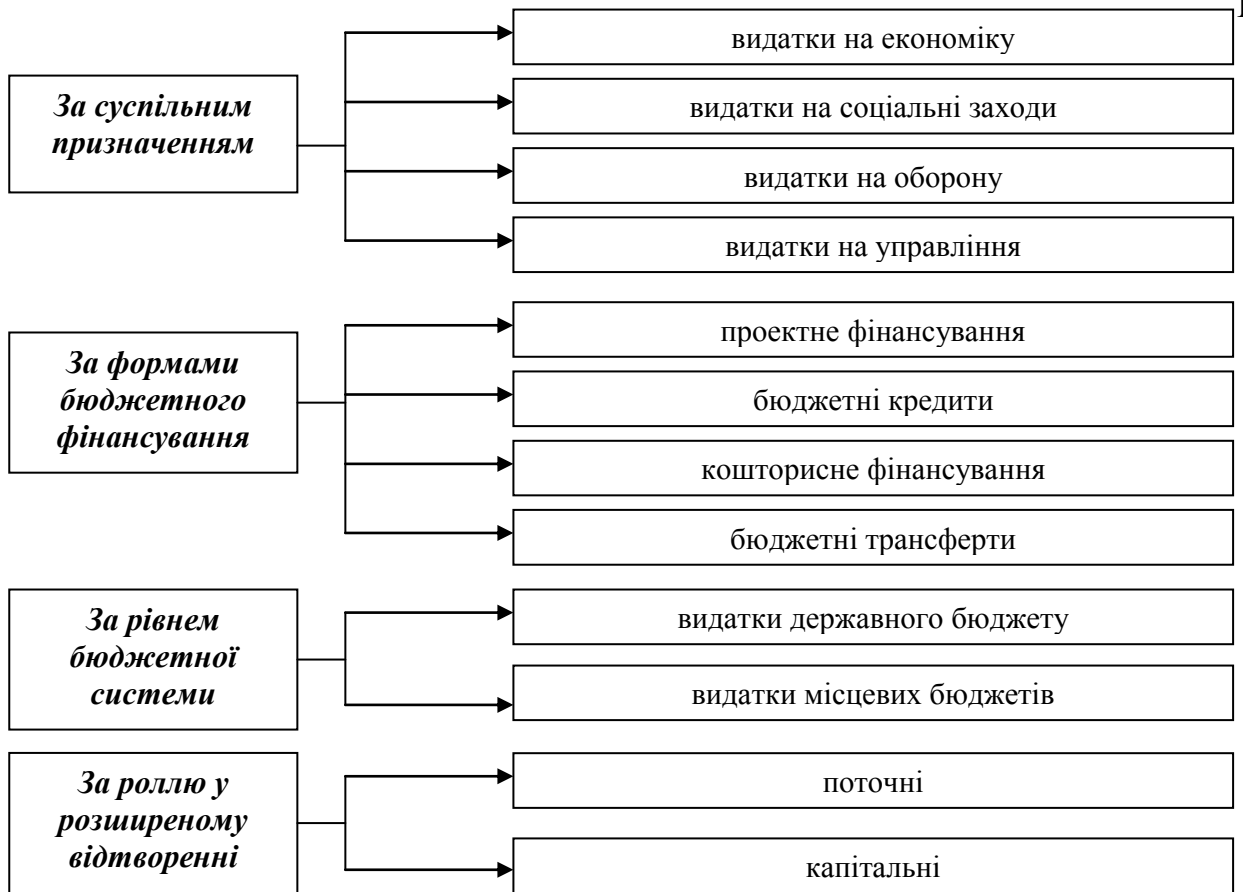 За суспільним
призначенням
видатки на економіку
видатки на соціальні заходи
видатки на оборону
видатки на управління
За формами
бюджетного
фінансування
проектне фінансування
бюджетні кредити
кошторисне фінансування
бюджетні трансферти
За рівнем
бюджетної
системи
видатки державного бюджету
видатки місцевих бюджетів
За роллю у
розширеному
відтворенні
поточні
капітальні